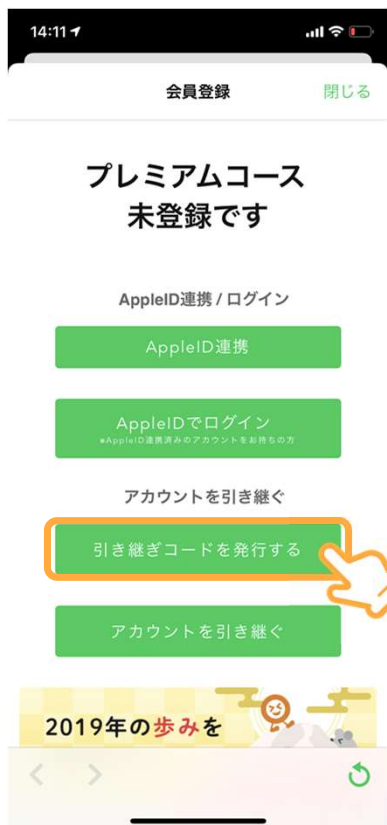 14:11
会員登録
閉じる
プレミアムコース
未登録です
AppleID連携 / ログイン
AppleID連携
AppleIDでログイン
※AppleID連携済みのアカウントをお持ちの方
アカウントを引き継ぐ
引き継ぎコードを発行する
アカウントを引き継ぐ
2019年の歩みを